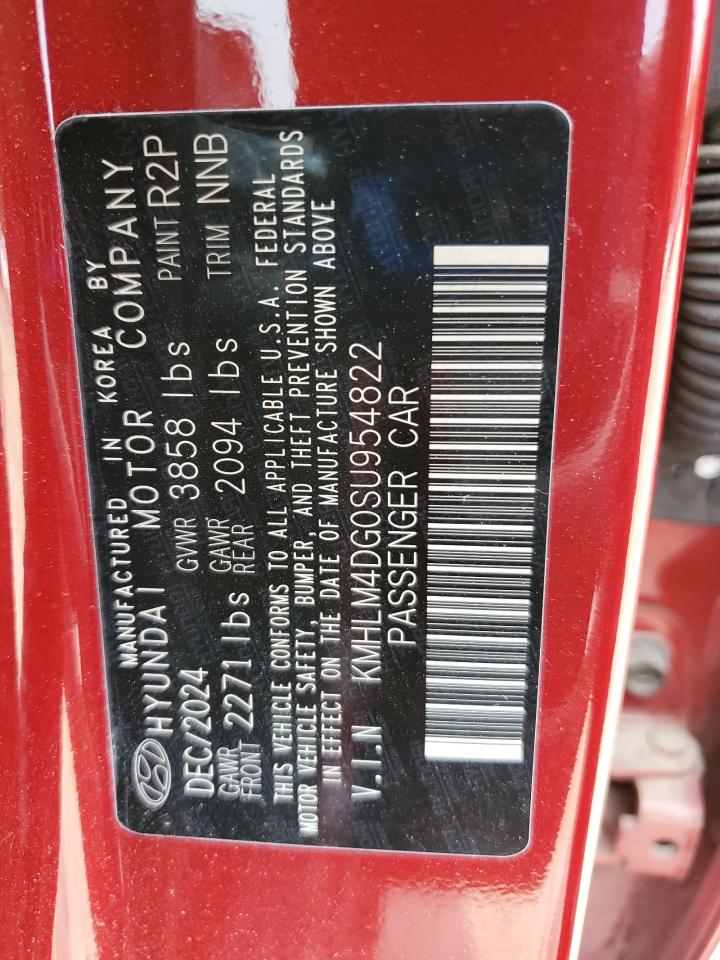 MANUFACTURED IN KOREA BY
HYUNDAI MOTOR COMPANY
DEC/2024 GVWR 3858 lbs PAINT R2P
GAWR FRONT 2271 lbs GAWR REAR 2094 lbs TRIM NNB
THIS VEHICLE CONFORMS TO ALL APPLICABLE U.S.A. FEDERAL
MOTOR VEHICLE SAFETY, BUMPER, AND THEFT PREVENTION STANDARDS
IN EFFECT ON THE DATE OF MANUFACTURE SHOWN ABOVE
V.I.N KMHLM4DG0SU954822
PASSENGER CAR